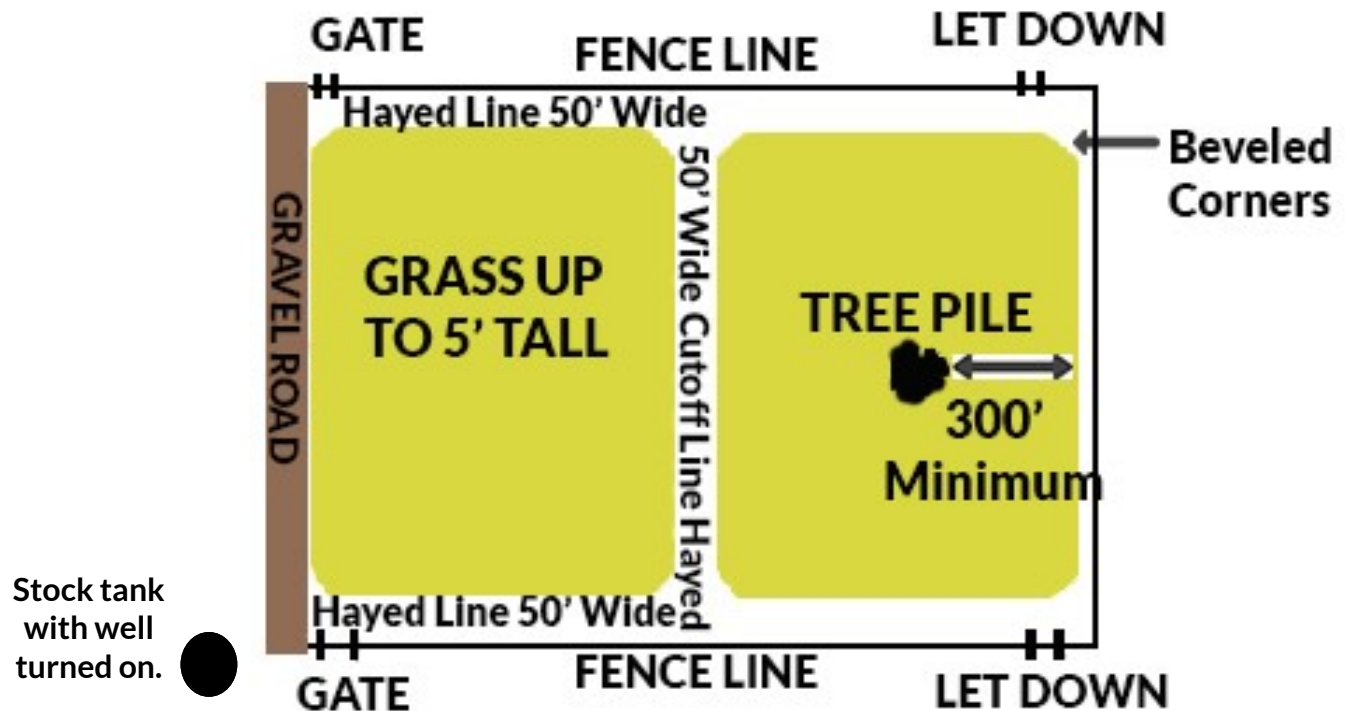 GATE
FENCE LINE
LET DOWN
Hayed Line 50’ Wide
Beveled
Corners
GRAVEL ROAD
GRASS UP
TO 5’ TALL
50’ Wide Cutoff Line Hayed
TREE PILE
300’
Minimum
Stock tank
with well
turned on.
Hayed Line 50’ Wide
GATE
FENCE LINE
LET DOWN